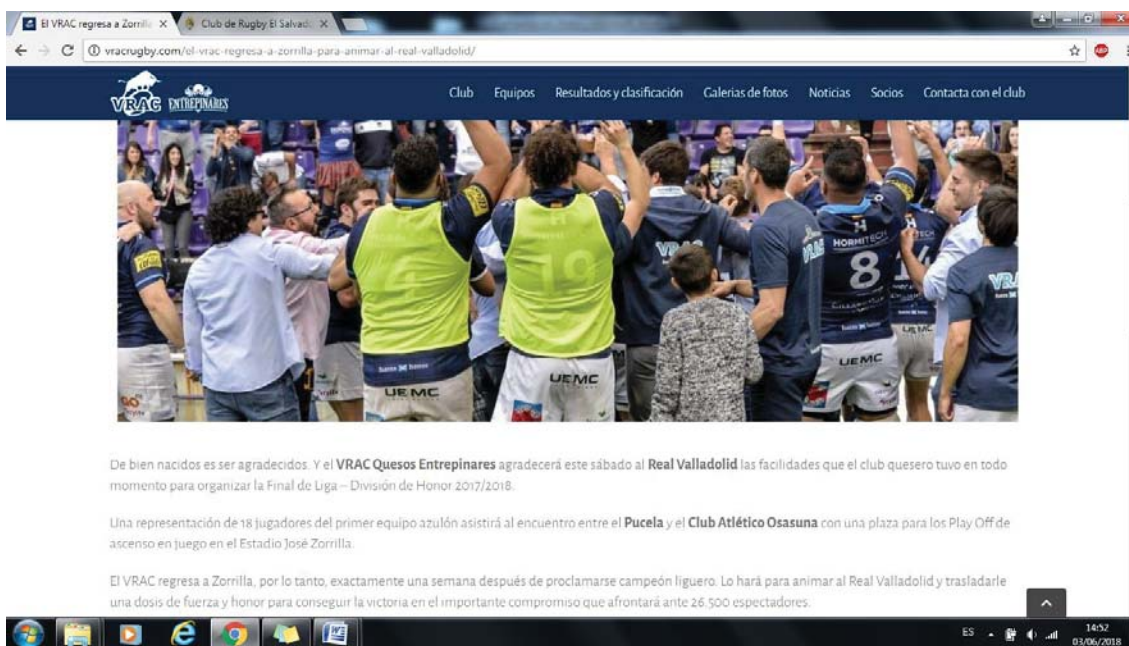 El VRAC regresa a Zorrilla
Club de Rugby El Salvado
vracrugby.com/el-vrac-regresa-a-zorrilla-para-animar-al-real-valladolid/
ABP
VRAC ENTREPINARES
Club Equipos Resultados y clasificación Galerias de fotos Noticias Socios Contacta con el club
VRAC
HORMITECH
8
14
19
VRA
UEMC
UEMC
UEMC
De bien nacidos es ser agradecidos. Y el VRAC Quesos Entrepinares agradecerá este sábado al Real Valladolid las facilidades que el club quesero tuvo en todo
momento para organizar la Final de Liga – División de Honor 2017/2018.
Una representación de 18 jugadores del primer equipo azulón asistirá al encuentro entre el Pucela y el Club Atlético Osasuna con una plaza para los Play Off de
ascenso en juego en el Estadio José Zorrilla.
El VRAC regresa a Zorrilla, por lo tanto, exactamente una semana después de proclamarse campeón liguero. Lo hará para animar al Real Valladolid y trasladarle
una dosis de fuerza y honor para conseguir la victoria en el importante compromiso que afrontará ante 26.500 espectadores.
ES
14:52
03/06/2018